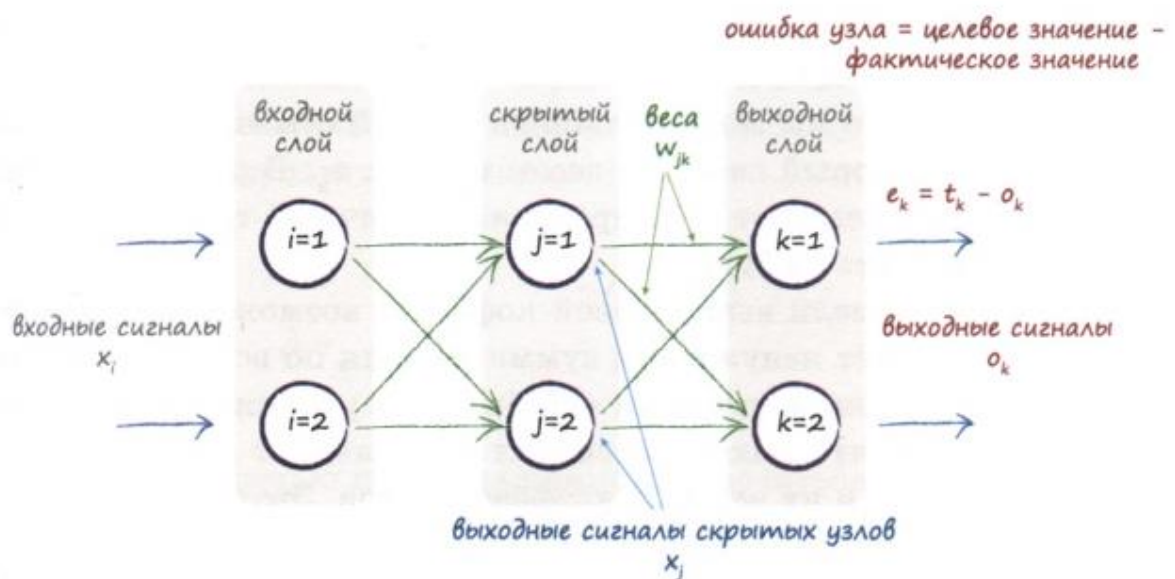 ошибка узла = целевое значение -
фактическое значение
входной
слой
скрытый
слой
веса
w_jk
выходной
слой
e_k = t_k - o_k
i=1
j=1
k=1
входные сигналы
x_i
выходные сигналы
o_k
i=2
j=2
k=2
выходные сигналы скрытых узлов
x_j